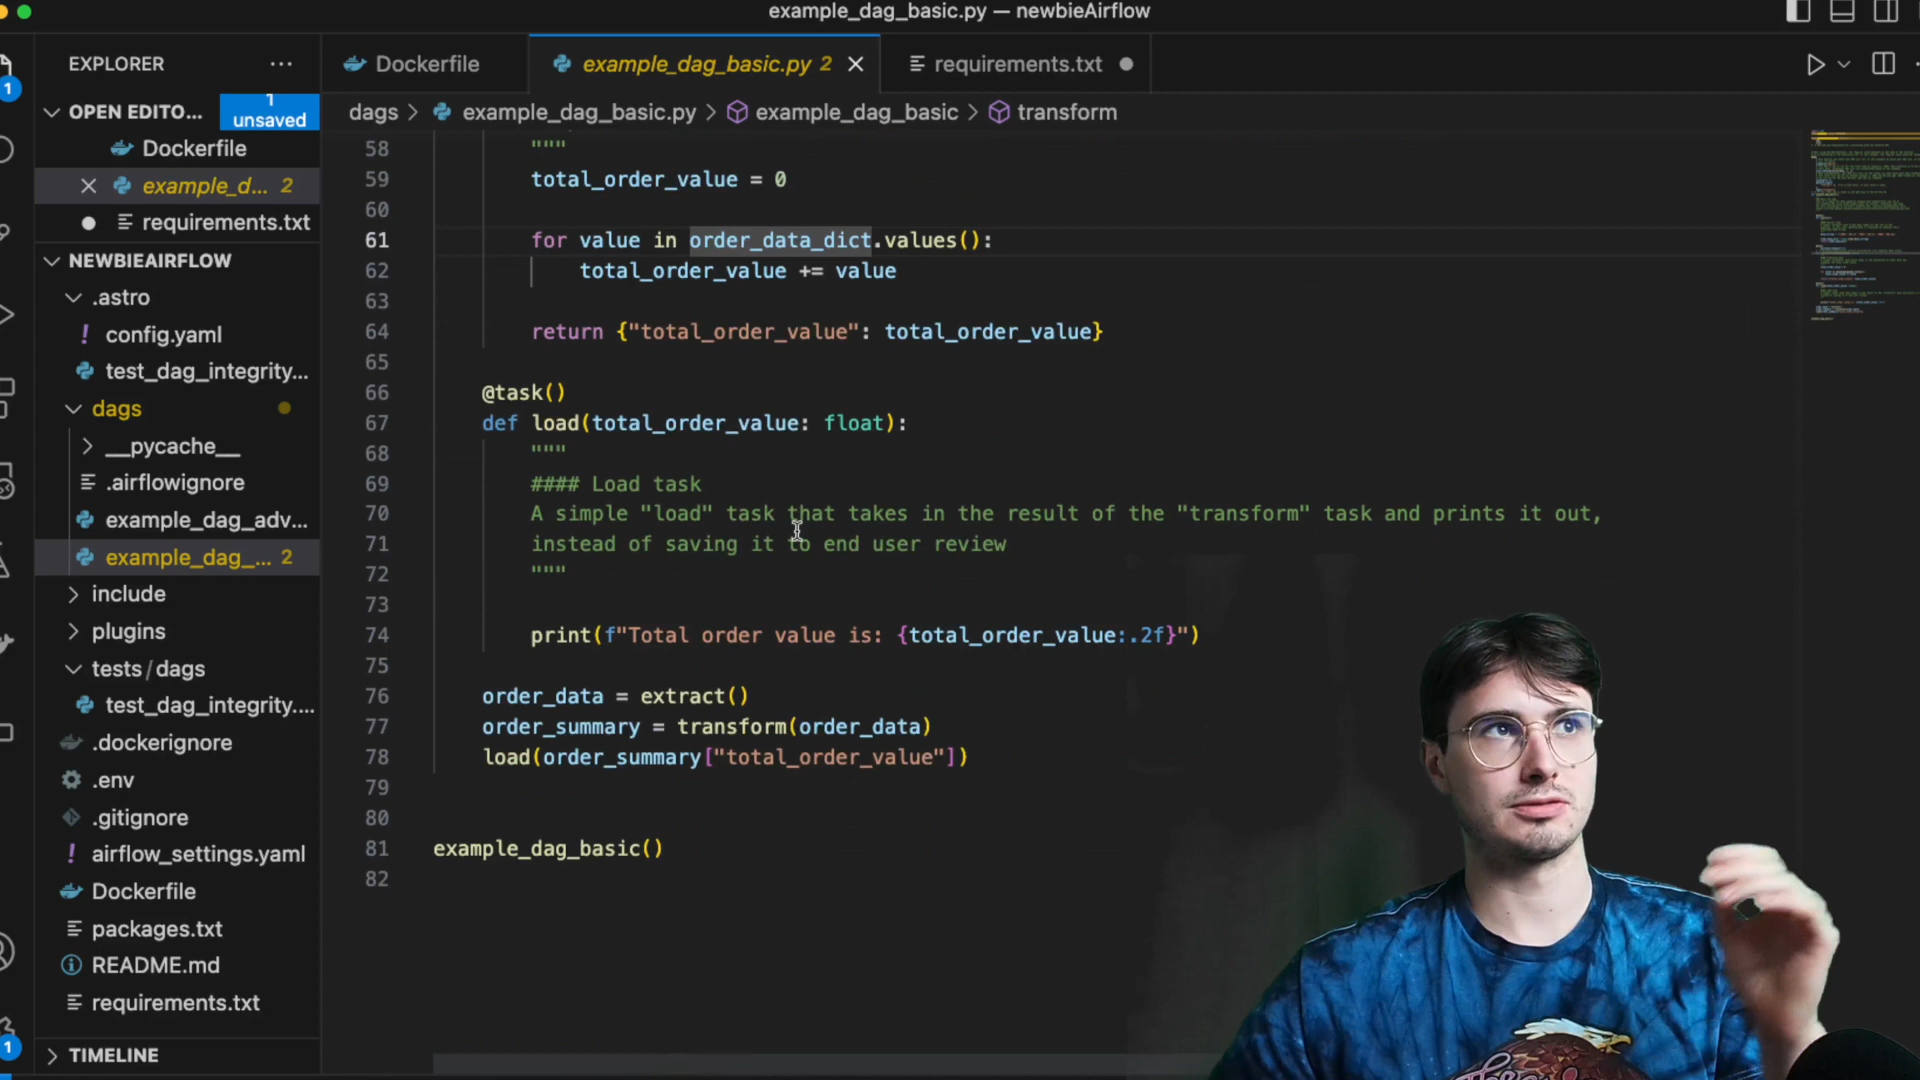 example_dag_basic.py — newbieAirflow
EXPLORER
Dockerfile
example_dag_basic.py 2
requirements.txt
OPEN EDITO...
1 unsaved
dags > example_dag_basic.py > example_dag_basic > transform
Dockerfile
example_d... 2
requirements.txt
NEWBIEAIRFLOW
.astro
config.yaml
test_dag_integrity...
dags
__pycache__
.airflowignore
example_dag_adv...
example_dag_... 2
include
plugins
tests / dags
test_dag_integrity....
.dockerignore
.env
.gitignore
airflow_settings.yaml
Dockerfile
packages.txt
README.md
requirements.txt
TIMELINE
1
1
58 """
59 total_order_value = 0
60
61 for value in order_data_dict.values():
62 total_order_value += value
63
64 return {"total_order_value": total_order_value}
65
66 @task()
67 def load(total_order_value: float):
68 """
69 #### Load task
70 A simple "load" task that takes in the result of the "transform" task and prints it out,
71 instead of saving it to end user review
72 """
73
74 print(f"Total order value is: {total_order_value:.2f}")
75
76 order_data = extract()
77 order_summary = transform(order_data)
78 load(order_summary["total_order_value"])
79
80
81 example_dag_basic()
82